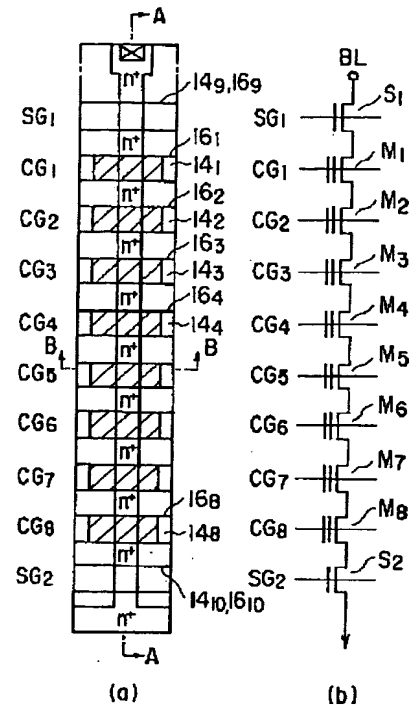 A
BL
n+
14₉, 16₉
S₁
SG₁
SG₁
n+
16₁
M₁
CG₁
14₁
CG₁
n+
16₂
M₂
CG₂
14₂
CG₂
n+
16₃
M₃
CG₃
14₃
CG₃
n+
16₄
M₄
CG₄
14₄
CG₄
B
n+
B
M₅
CG₅
CG₅
n+
M₆
CG₆
CG₆
n+
M₇
CG₇
CG₇
n+
16₈
M₈
CG₈
14₈
CG₈
n+
S₂
SG₂
SG₂
14₁₀, 16₁₀
n+
A
(a)
(b)